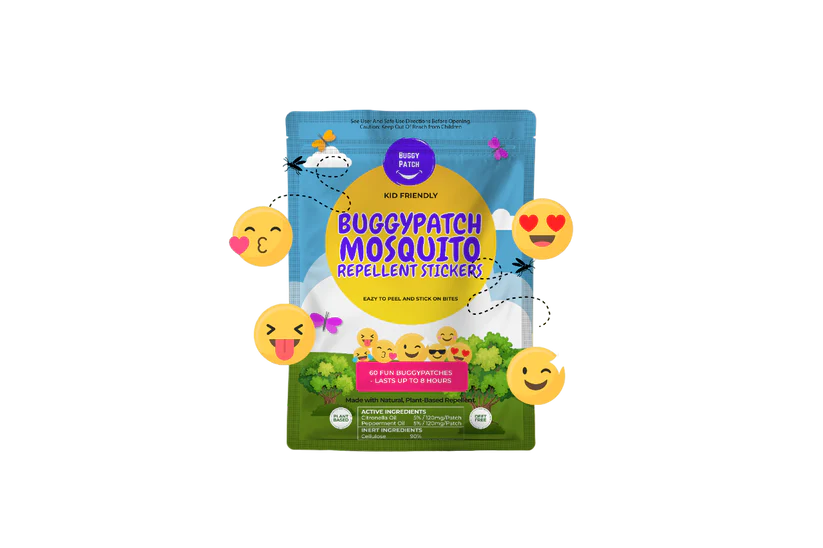 See User And Safe Use Directions Before Opening
Caution: Keep Out Of Reach From Children
BUGGY
PATCH
KID FRIENDLY
BUGGYPATCH
MOSQUITO
REPELLENT STICKERS
EAZY TO PEEL AND STICK ON BITES
60 FUN BUGGYPATCHES
- LASTS UP TO 8 HOURS
Made with Natural, Plant-Based Repellent
PLANT
BASED
ACTIVE INGREDIENTS
Citronella Oil 5% / 120mg/Patch
Peppermint Oil 5% / 120mg/Patch
INERT INGREDIENTS
Cellulose 90%
DEET
FREE